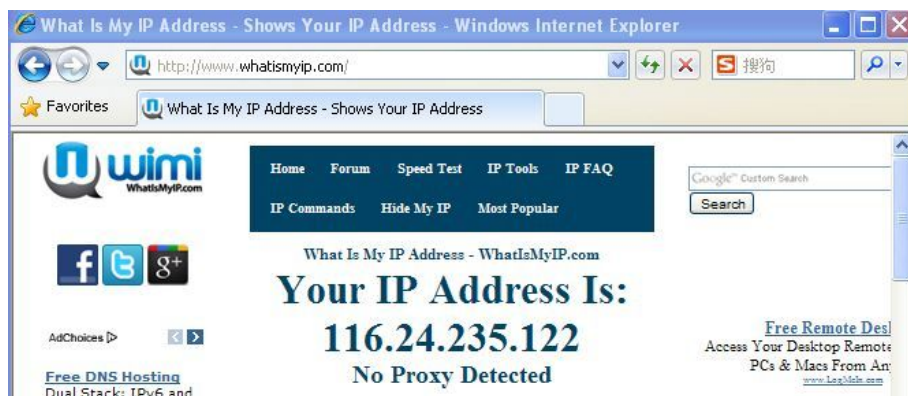 What Is My IP Address - Shows Your IP Address - Windows Internet Explorer
http://www.whatismyip.com/
搜狗
Favorites
What Is My IP Address - Shows Your IP Address
wimi
WhatIsMyIP.com
Home Forum Speed Test IP Tools IP FAQ
IP Commands Hide My IP Most Popular
Google™ Custom Search
Search
What Is My IP Address - WhatIsMyIP.com
Your IP Address Is:
116.24.235.122
No Proxy Detected
AdChoices
Free DNS Hosting
Dual Stack: IPv6 and
Free Remote Des
Access Your Desktop Remote
PCs & Macs From An
www.LogMeIn.com